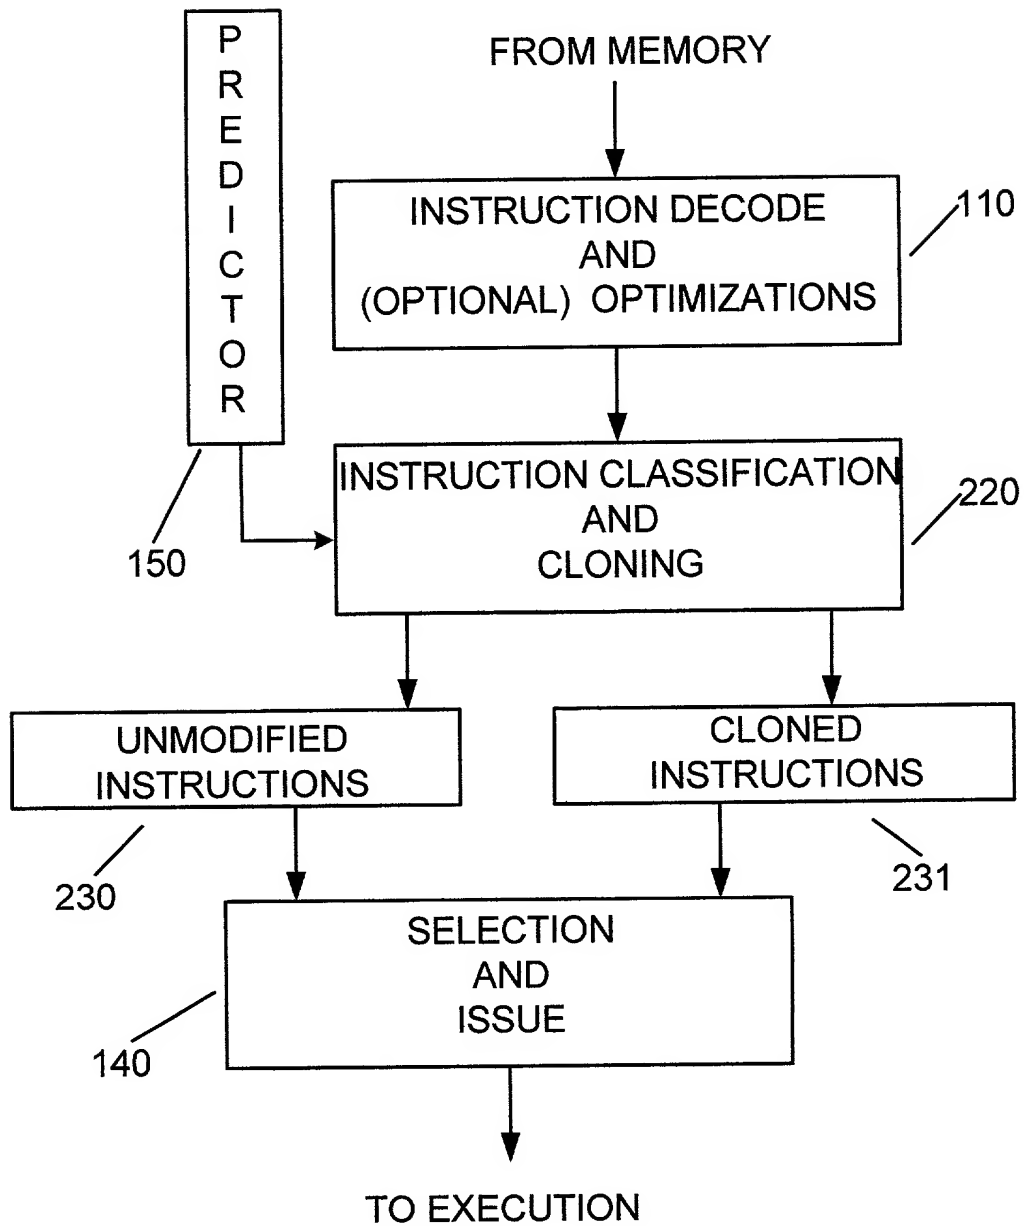 PREDICTOR
FROM MEMORY
INSTRUCTION DECODE
AND
(OPTIONAL) OPTIMIZATIONS
110
INSTRUCTION CLASSIFICATION
AND
CLONING
220
150
UNMODIFIED
INSTRUCTIONS
CLONED
INSTRUCTIONS
230
231
SELECTION
AND
ISSUE
140
TO EXECUTION